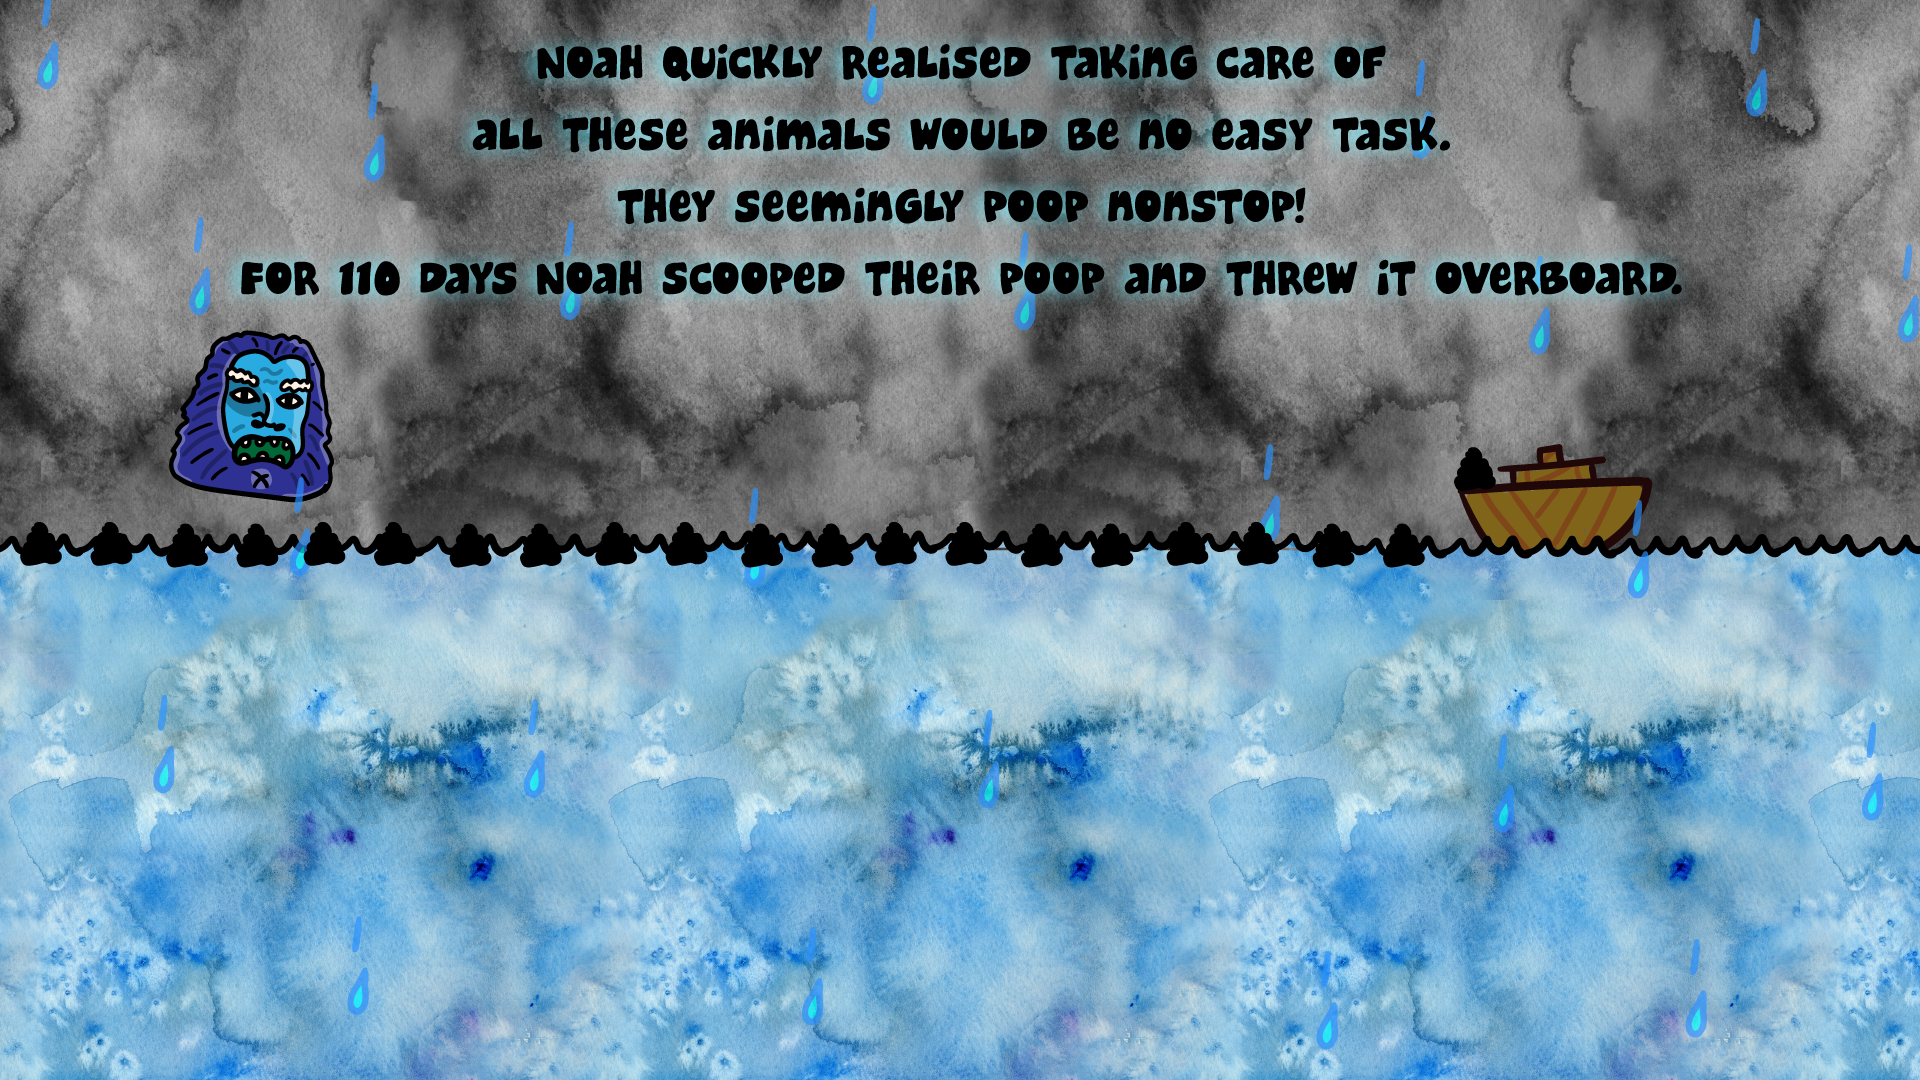 NOAH QUICKLY REALISED TAKING CARE OF
ALL THESE ANIMALS WOULD BE NO EASY TASK.
THEY SEEMINGLY POOP NONSTOP!
FOR 110 DAYS NOAH SCOOPED THEIR POOP AND THREW IT OVERBOARD.